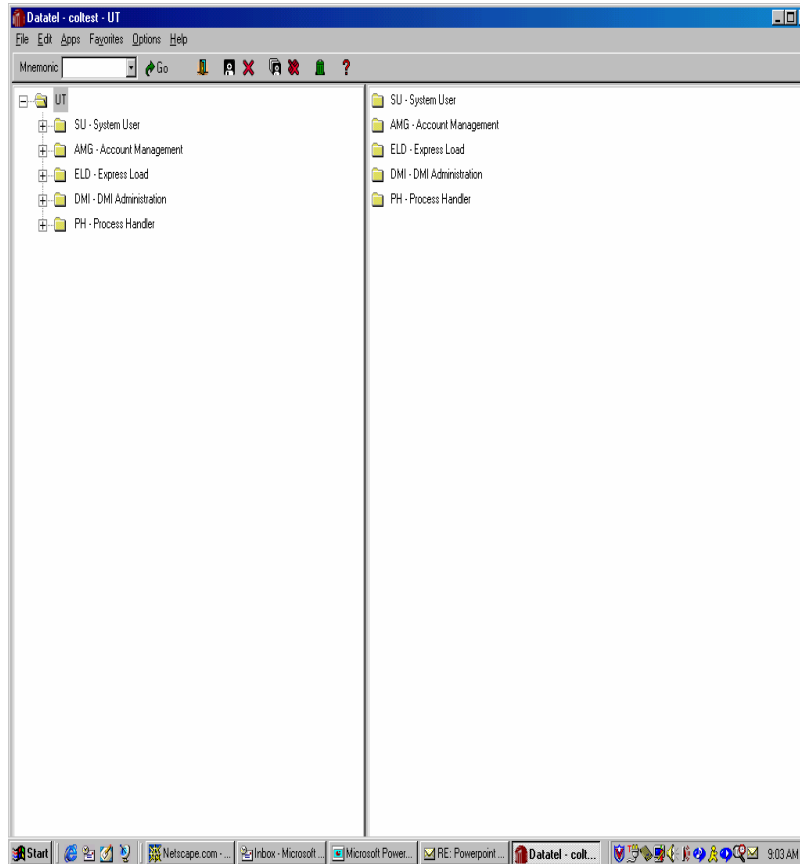 Datatel - coltest - UT
File Edit Apps Favorites Options Help
Mnemonic Go ?
UT
SU - System User
AMG - Account Management
ELD - Express Load
DMI - DMI Administration
PH - Process Handler
SU - System User
AMG - Account Management
ELD - Express Load
DMI - DMI Administration
PH - Process Handler
Start Netscape.com - ... Inbox - Microsoft ... Microsoft Power... RE: Powerpoint ... Datatel - colt... 9:03 AM